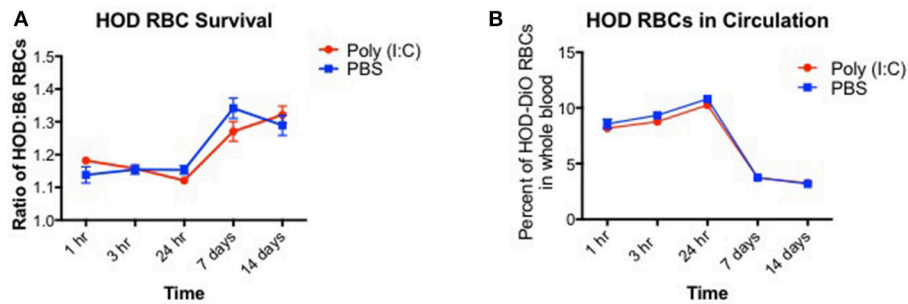 A
HOD RBC Survival
Ratio of HOD:B6 RBCs
1.5
1.4
1.3
1.2
1.1
1.0
Poly (I:C)
PBS
1 hr
3 hr
24 hr
7 days
14 days
Time
B
HOD RBCs in Circulation
Percent of HOD-DiO RBCs
in whole blood
15
10
5
0
Poly (I:C)
PBS
1 hr
3 hr
24 hr
7 days
14 days
Time